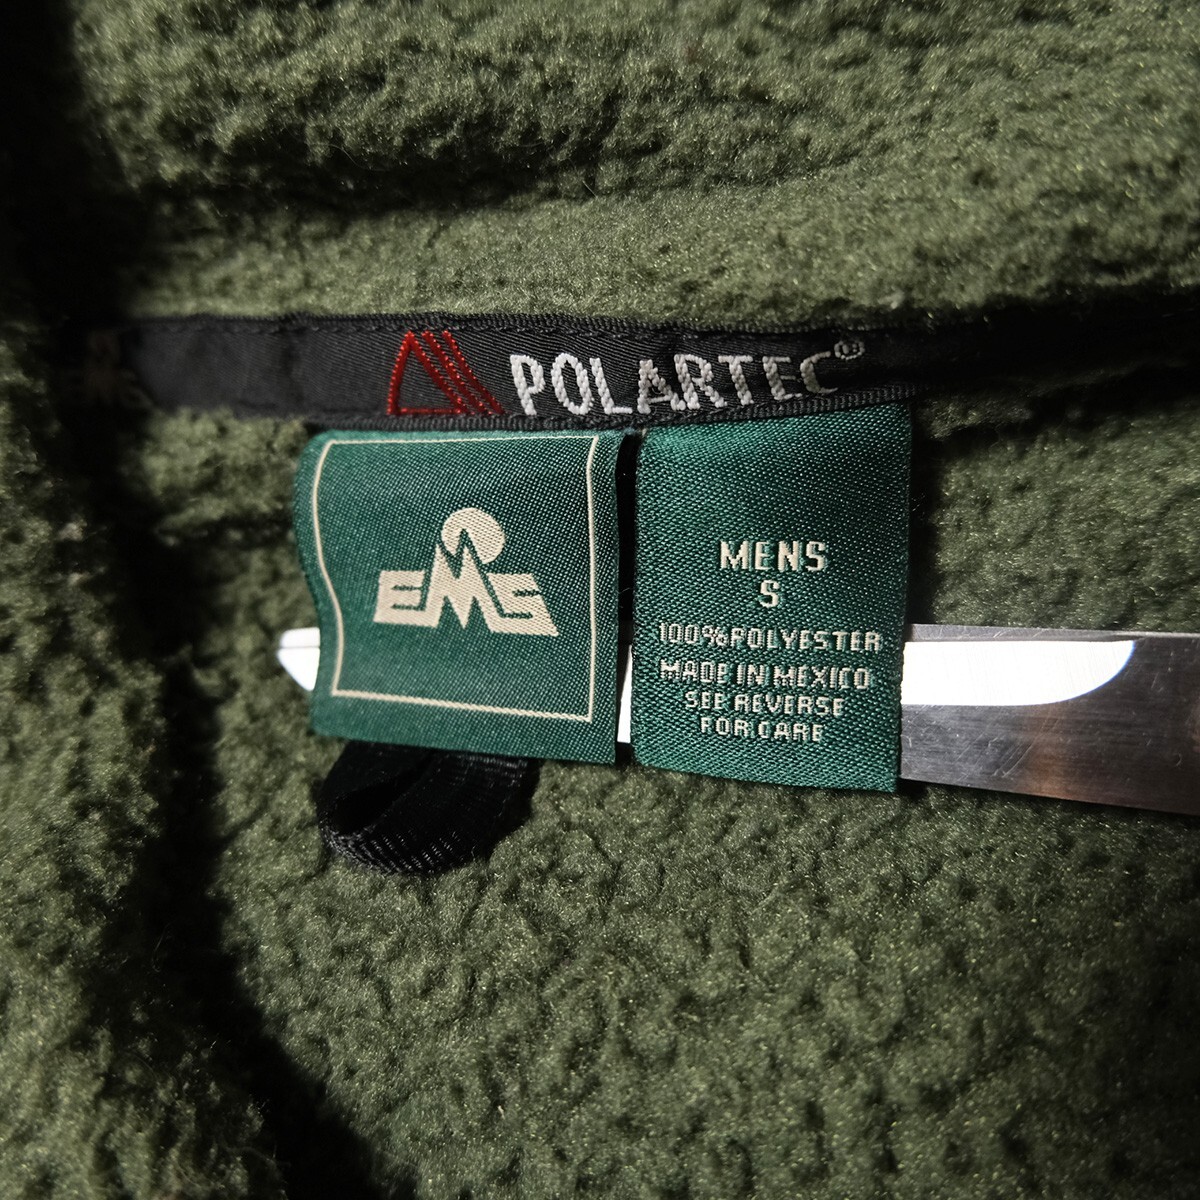 POLARTEC®
EMS
MENS
S
100%POLYESTER
MADE IN MEXICO
SEE REVERSE
FOR CARE